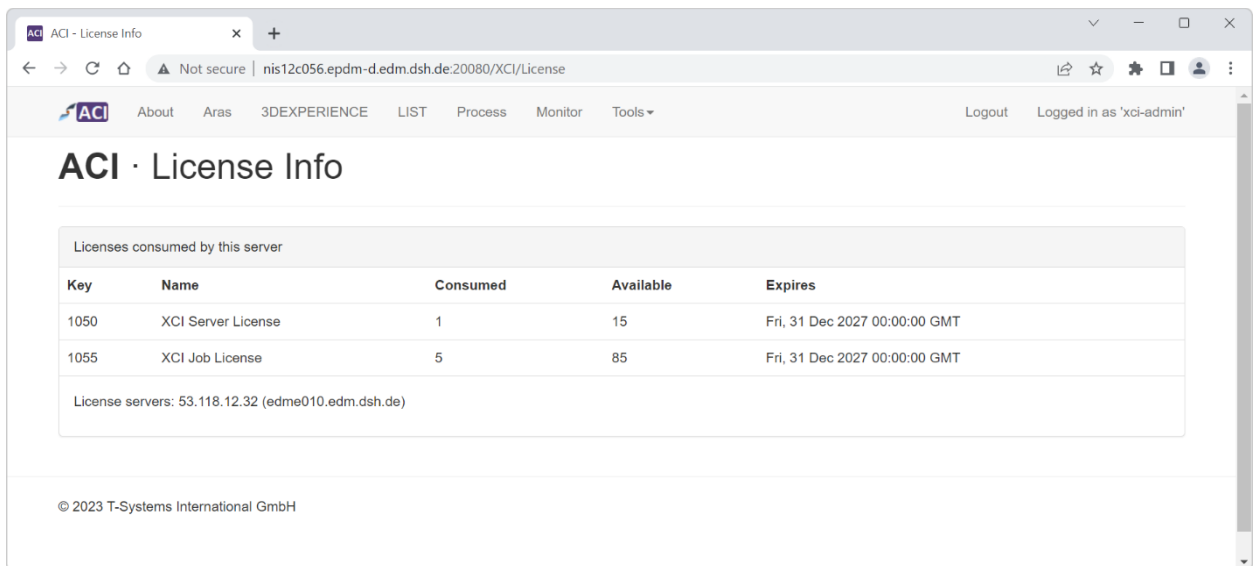 ACI ACI - License Info
Not secure nis12c056.epdm-d.edm.dsh.de:20080/XCI/License
ACI About Aras 3DEXPERIENCE LIST Process Monitor Tools Logout Logged in as 'xci-admin'
ACI · License Info
Licenses consumed by this server
Key Name Consumed Available Expires
1050 XCI Server License 1 15 Fri, 31 Dec 2027 00:00:00 GMT
1055 XCI Job License 5 85 Fri, 31 Dec 2027 00:00:00 GMT
License servers: 53.118.12.32 (edme010.edm.dsh.de)
© 2023 T-Systems International GmbH